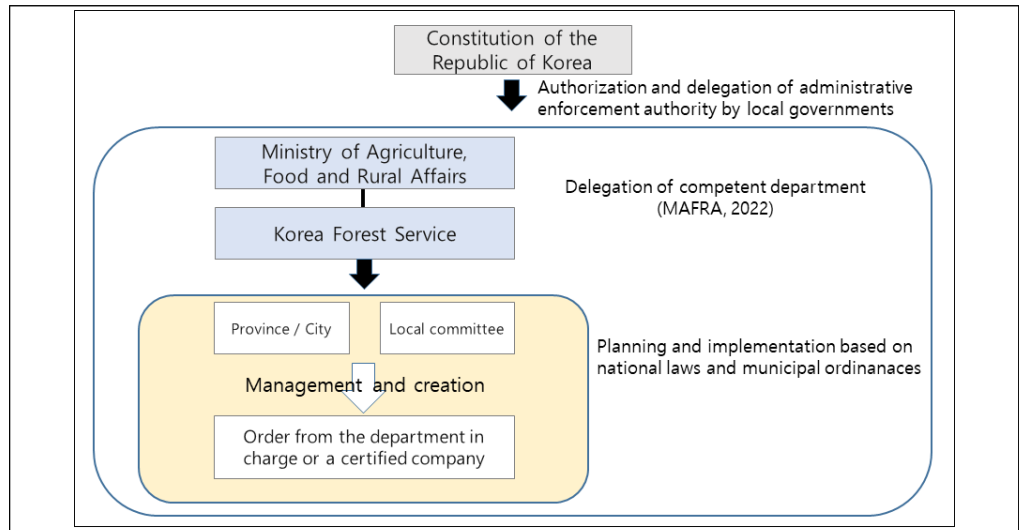 Constitution of the
Republic of Korea
Authorization and delegation of administrative
enforcement authority by local governments
Ministry of Agriculture,
Food and Rural Affairs
Delegation of competent department
(MAFRA, 2022)
Korea Forest Service
Province / City
Local committee
Planning and implementation based on
national laws and municipal ordinanaces
Management and creation
Order from the department in
charge or a certified company